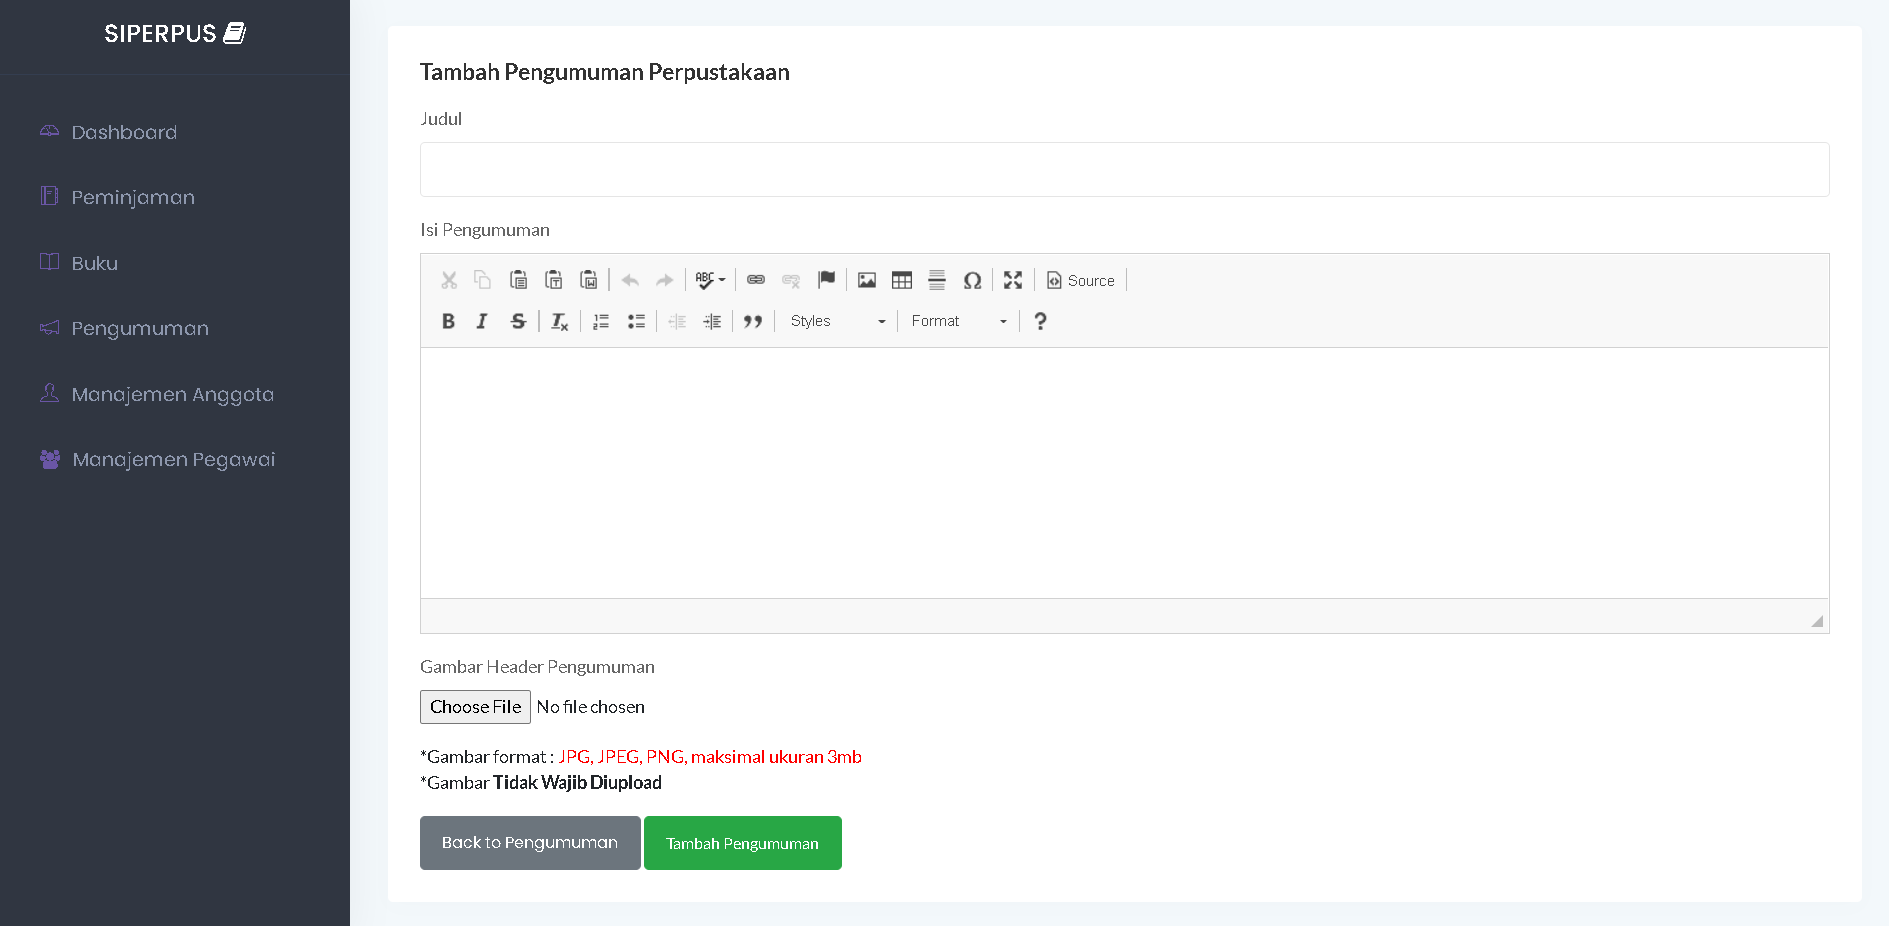 SIPERPUS
Dashboard
Peminjaman
Buku
Pengumuman
Manajemen Anggota
Manajemen Pegawai
Tambah Pengumuman Perpustakaan
Judul
Isi Pengumuman
ABC
Source
Styles
Format
Gambar Header Pengumuman
Choose File No file chosen
*Gambar format : JPG, JPEG, PNG, maksimal ukuran 3mb
*Gambar Tidak Wajib Diupload
Back to Pengumuman Tambah Pengumuman